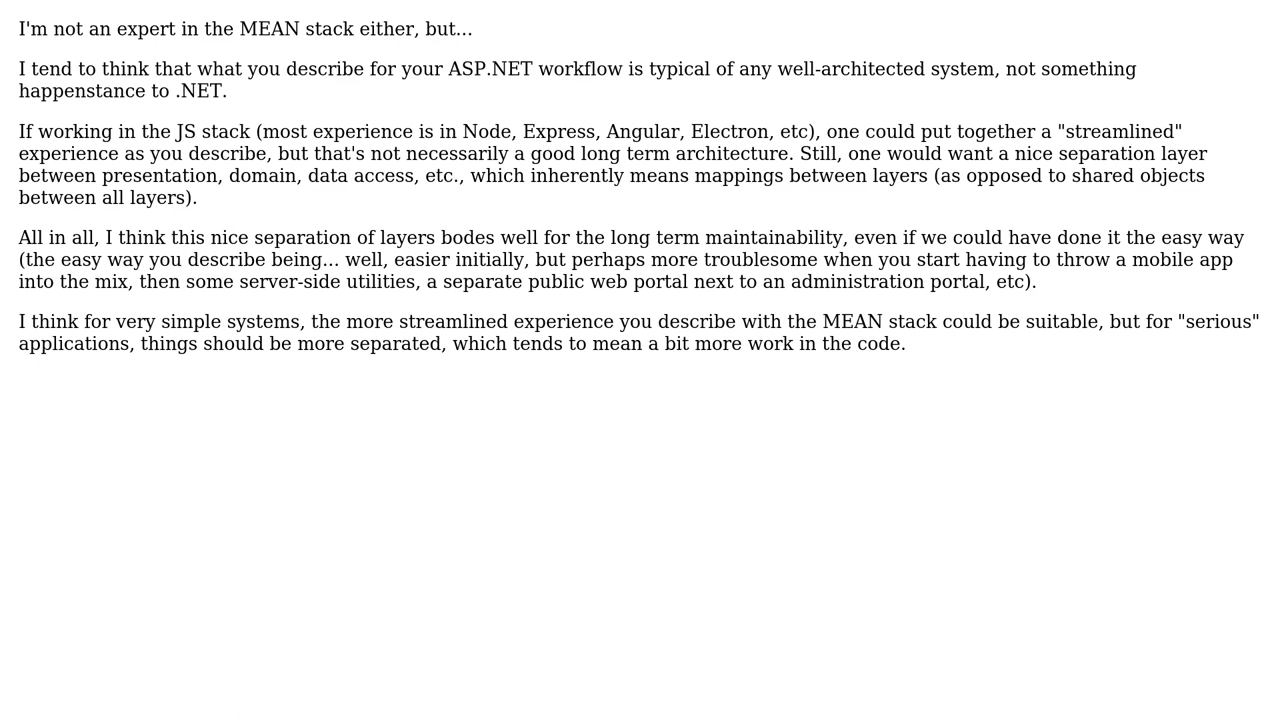 I'm not an expert in the MEAN stack either, but...
I tend to think that what you describe for your ASP.NET workflow is typical of any well-architected system, not something
happenstance to .NET.
If working in the JS stack (most experience is in Node, Express, Angular, Electron, etc), one could put together a "streamlined"
experience as you describe, but that's not necessarily a good long term architecture. Still, one would want a nice separation layer
between presentation, domain, data access, etc., which inherently means mappings between layers (as opposed to shared objects
between all layers).
All in all, I think this nice separation of layers bodes well for the long term maintainability, even if we could have done it the easy way
(the easy way you describe being... well, easier initially, but perhaps more troublesome when you start having to throw a mobile app
into the mix, then some server-side utilities, a separate public web portal next to an administration portal, etc).
I think for very simple systems, the more streamlined experience you describe with the MEAN stack could be suitable, but for "serious"
applications, things should be more separated, which tends to mean a bit more work in the code.